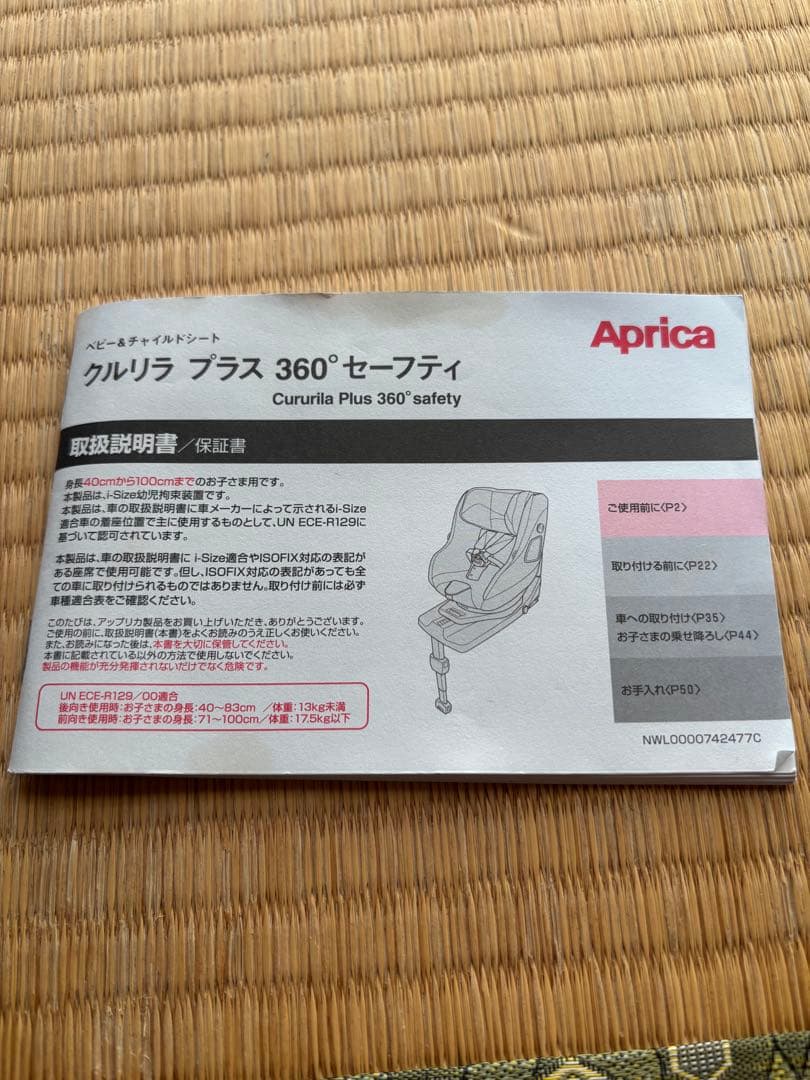 ベビー&チャイルドシート
クルリラ プラス 360°セーフティ
Cururila Plus 360°safety
Aprica
取扱説明書/保証書
身長40cmから100cmまでのお子さま用です。
本製品は、i-Size幼児拘束装置です。
本製品は、車の取扱説明書に車メーカーによって示されるi-Size
適合車の着座位置で主に使用するものとして、UN ECE-R129に
基づいて認可されています。
本製品は、車の取扱説明書に i-Size適合やISOFIX対応の表記が
ある座席で使用可能です。但し、ISOFIX対応の表記があっても全
ての車に取り付けられるものではありません。取り付け前には必ず
車種適合表をご確認ください。
このたびは、アップリカ製品をお買い上げいただき、ありがとうございます。
ご使用の前に、取扱説明書(本書)をよくお読みのうえ正しくお使いください。
また、お読みになった後は、本書を大切に保管してください。
本書に記載されている以外の方法で使用しないでください。
製品の機能が充分発揮されないだけでなく危険です。
UN ECE-R129/00適合
後向き使用時:お子さまの身長:40～83cm /体重:13kg未満
前向き使用時:お子さまの身長:71～100cm/体重:17.5kg以下
ご使用前に〈P2〉
取り付ける前に〈P22〉
車への取り付け〈P35〉
お子さまの乗せ降ろし〈P44〉
お手入れ〈P50〉
NWL0000742477C